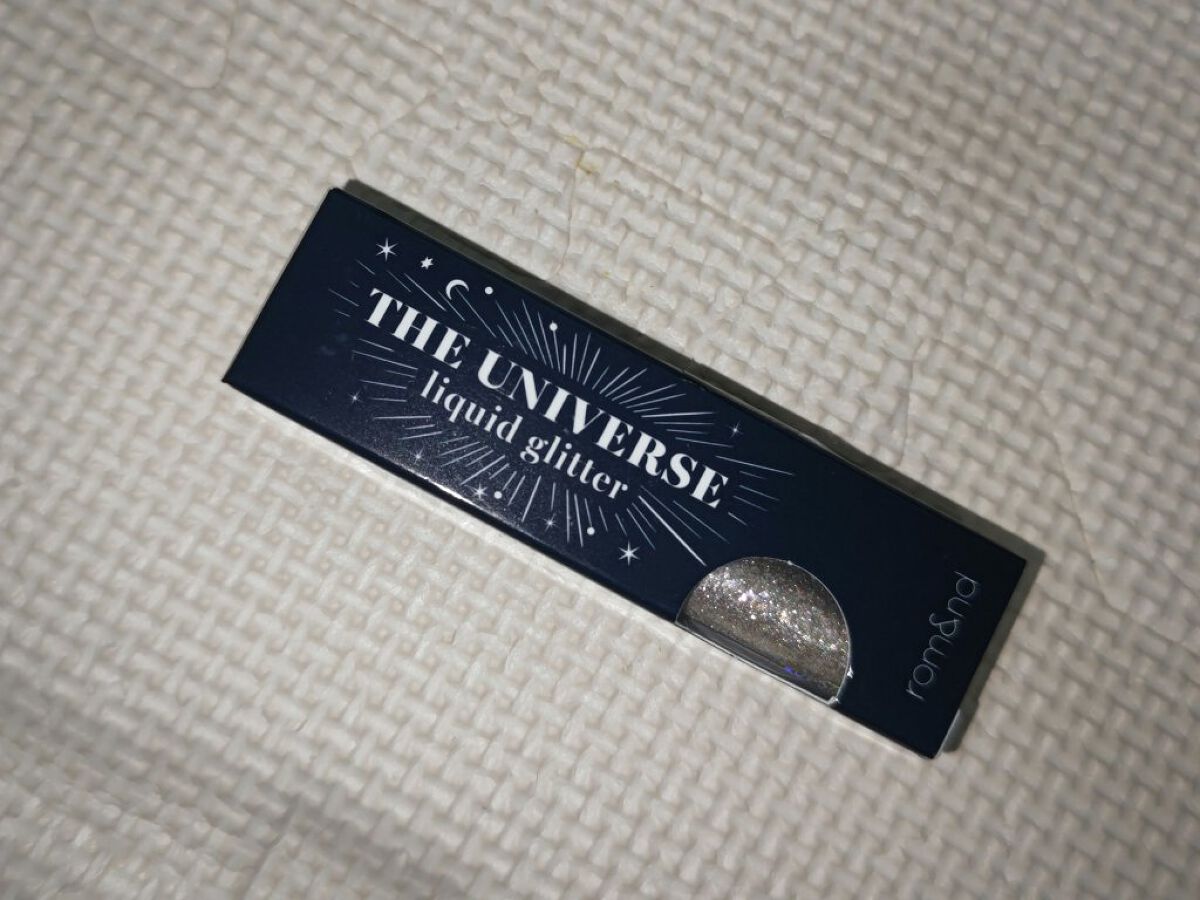 THE UNIVERSE
liquid glitter
rom&nd